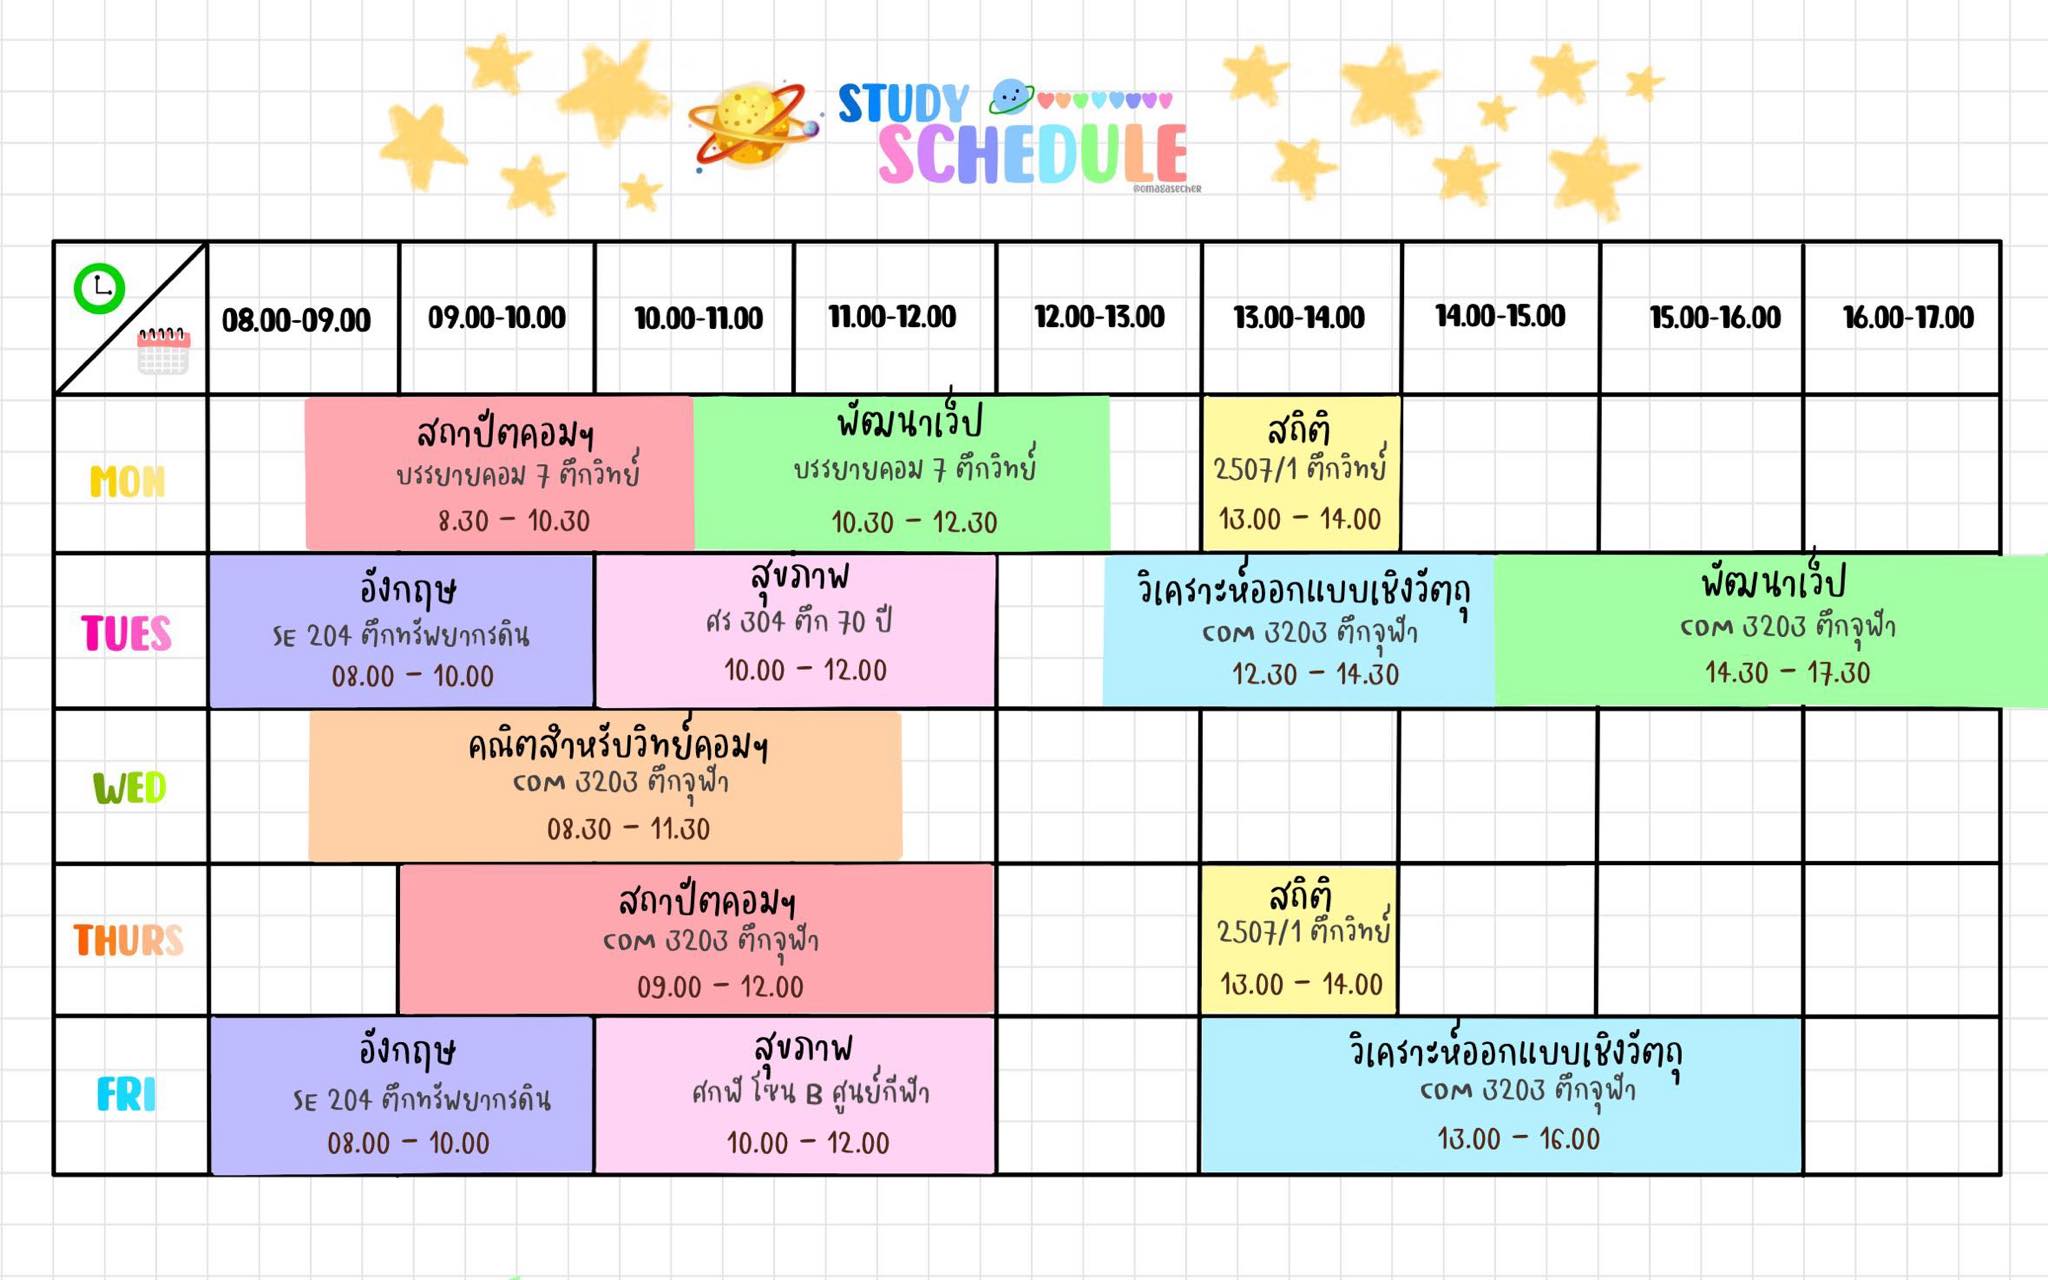 STUDY
SCHEDULE
@omagasecher
08.00-09.00 09.00-10.00 10.00-11.00 11.00-12.00 12.00-13.00 13.00-14.00 14.00-15.00 15.00-16.00 16.00-17.00
MON
สถาปัตคอมฯ
บรรยายคอม 7 ตึกวิทย์
8.30 - 10.30
พัฒนาเว็ป
บรรยายคอม 7 ตึกวิทย์
10.30 - 12.30
สถิติ
2507/1 ตึกวิทย์
13.00 - 14.00
TUES
อังกฤษ
SE 204 ตึกทรัพยากรดิน
08.00 - 10.00
สุขภาพ
ศร 304 ตึก 70 ปี
10.00 - 12.00
วิเคราะห์ออกแบบเชิงวัตถุ
COM 3203 ตึกจุฬา
12.30 - 14.30
พัฒนาเว็ป
COM 3203 ตึกจุฬา
14.30 - 17.30
WED
คณิตสำหรับวิทย์คอมฯ
COM 3203 ตึกจุฬา
08.30 - 11.30
THURS
สถาปัตคอมฯ
COM 3203 ตึกจุฬา
09.00 - 12.00
สถิติ
2507/1 ตึกวิทย์
13.00 - 14.00
FRI
อังกฤษ
SE 204 ตึกทรัพยากรดิน
08.00 - 10.00
สุขภาพ
ศกฬ โซน B ศูนย์กีฬา
10.00 - 12.00
วิเคราะห์ออกแบบเชิงวัตถุ
COM 3203 ตึกจุฬา
13.00 - 16.00